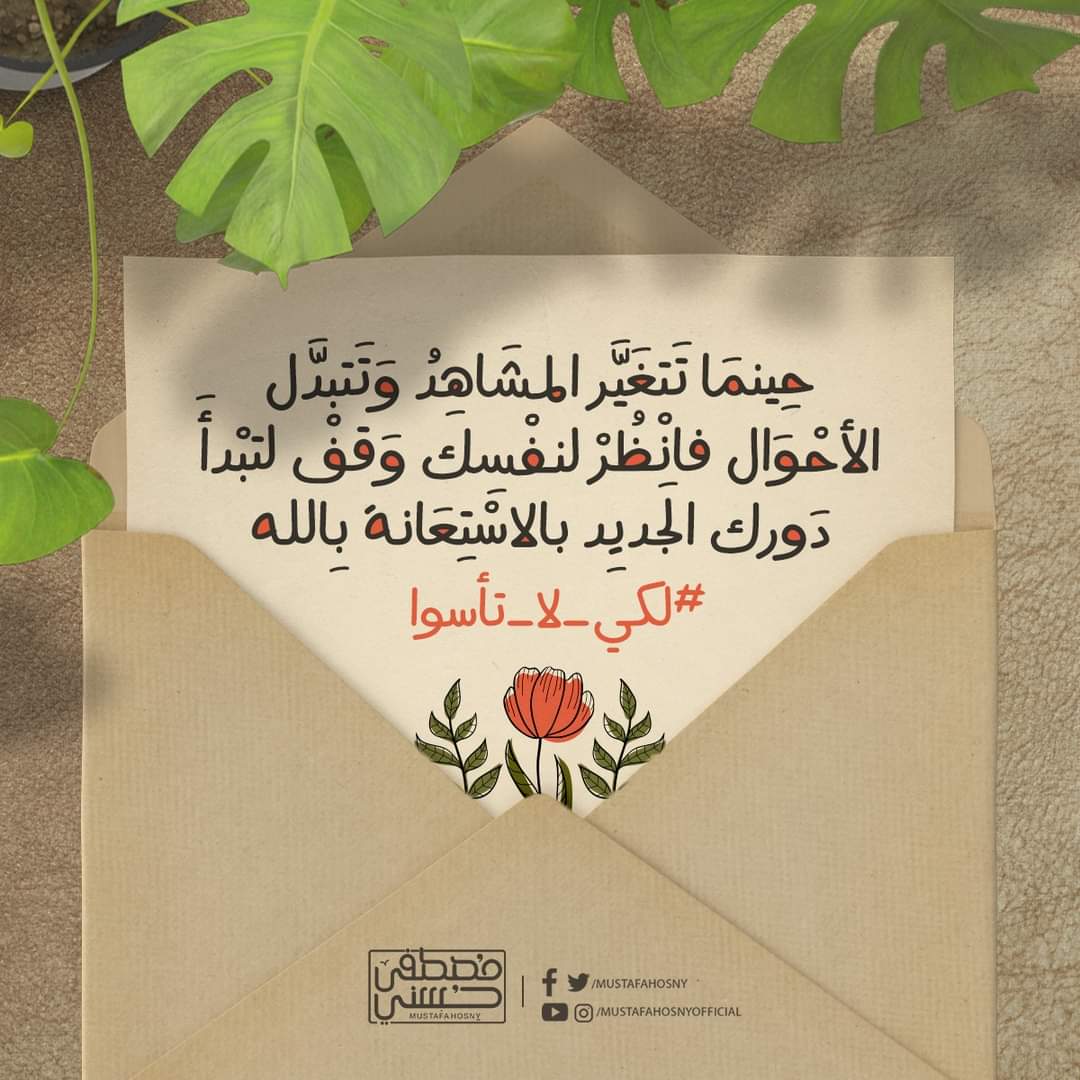 حِينمَا تَتغَيَّر المشَاهِدُ وَتَتبدَّل
الأحْوَال فانْظُرْ لنفْسِكَ وَقفْ لتبْدأَ
دَورك الجديِد بالاسْتِعَانةَ بِالله
#لكي_لا_تأسوا
مصطفى حسني
MUSTAFAHOSNY
/MUSTAFAHOSNY
/MUSTAFAHOSNYOFFICIAL